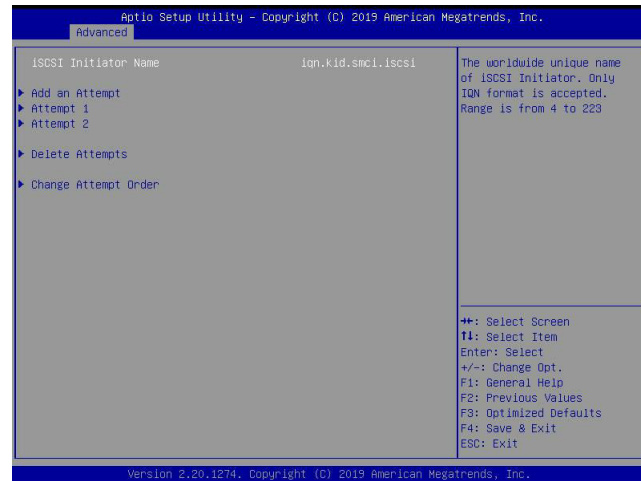 Aptio Setup Utility – Copyright (C) 2019 American Megatrends, Inc.
Advanced
iSCSI Initiator Name iqn.kid.smci.iscsi
▶ Add an Attempt
▶ Attempt 1
▶ Attempt 2
▶ Delete Attempts
▶ Change Attempt Order
The worldwide unique name
of iSCSI Initiator. Only
IQN format is accepted.
Range is from 4 to 223
→←: Select Screen
↑↓: Select Item
Enter: Select
+/-: Change Opt.
F1: General Help
F2: Previous Values
F3: Optimized Defaults
F4: Save & Exit
ESC: Exit
Version 2.20.1274. Copyright (C) 2019 American Megatrends, Inc.